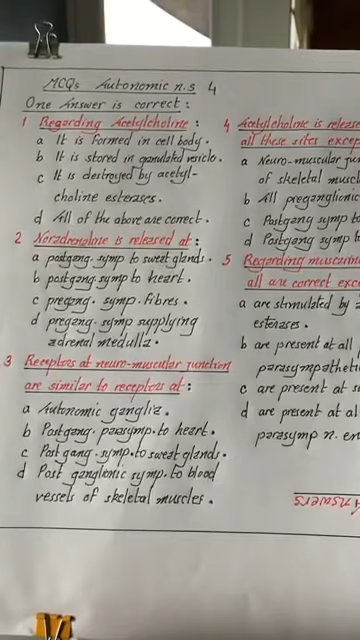 MCQs Autonomic n.s 4
One Answer is correct :
1 Regarding Acetylcholine :
a It is formed in cell body.
b It is stored in granulated vesicle.
c It is destroyed by acetyl-
choline esterases.
d All of the above are correct.
2 Noradrenaline is released at :
a postgang. symp to sweat glands.
b postgang. symp to heart.
c pregang. symp. fibres.
d pregang. symp supplying
adrenal medulla.
3 Receptors at neuro-muscular junction
are similar to receptors at :
a Autonomic ganglia.
b Postgang. parasymp. to heart.
c Post gang. symp. to sweat glands.
d Post ganglionic symp. to blood
vessels of skeletal muscles.
4 Acetylcholine is release
all these sites except
a Neuro-muscular jun
of skeletal muscl
b All preganglionic
c Postgang symp to
d Postgang symp to
5 Regarding muscarin
all are correct exc
a are stimulated by
esterases.
b are present at all
parasympatheti
c are present at s
d are present at al
parasymp n. en
Answers